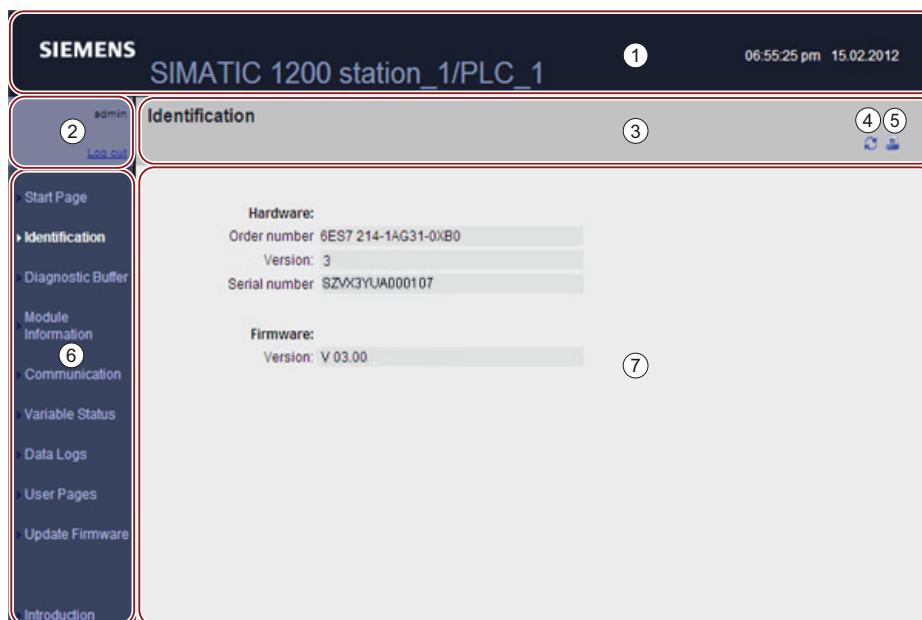 SIEMENS
SIMATIC 1200 station_1/PLC_1
1
06:55:25 pm 15.02.2012
admin
2
Log out
Identification
3
4
5
Start Page
Identification
Diagnostic Buffer
Module
Information
6
Communication
Variable Status
Data Logs
User Pages
Update Firmware
Introduction
Hardware:
Order number 6ES7 214-1AG31-0XB0
Version: 3
Serial number SZVX3YUA000107
Firmware:
Version: V 03.00
7